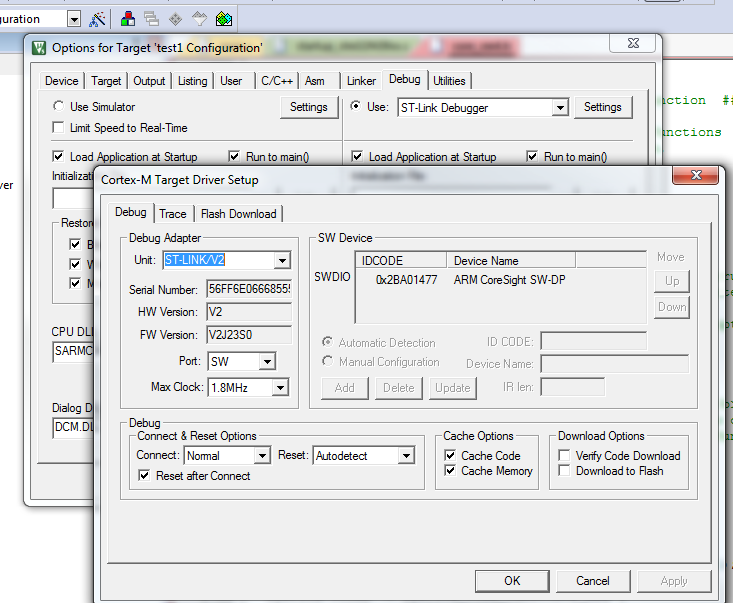 uration
Options for Target 'test1 Configuration'
Device Target Output Listing User C/C++ Asm Linker Debug Utilities
Use Simulator Settings Use: ST-Link Debugger Settings
Limit Speed to Real-Time
Load Application at Startup Run to main() Load Application at Startup Run to main()
nction ##
unctions
ver
Cortex-M Target Driver Setup
Debug Trace Flash Download
Debug Adapter
Unit: ST-LINK/V2
Serial Number: 56FF6E06668555
HW Version: V2
FW Version: V2J23S0
Port: SW
Max Clock: 1.8MHz
SW Device
IDCODE Device Name Move
SWDIO 0x2BA01477 ARM CoreSight SW-DP Up
Down
Automatic Detection ID CODE:
Manual Configuration Device Name:
Add Delete Update IR len:
Restore
CPU DLL
SARMC
Dialog D
DCM.DL
Debug
Connect & Reset Options
Connect: Normal Reset: Autodetect
Reset after Connect
Cache Options
Cache Code
Cache Memory
Download Options
Verify Code Download
Download to Flash
OK Cancel Apply